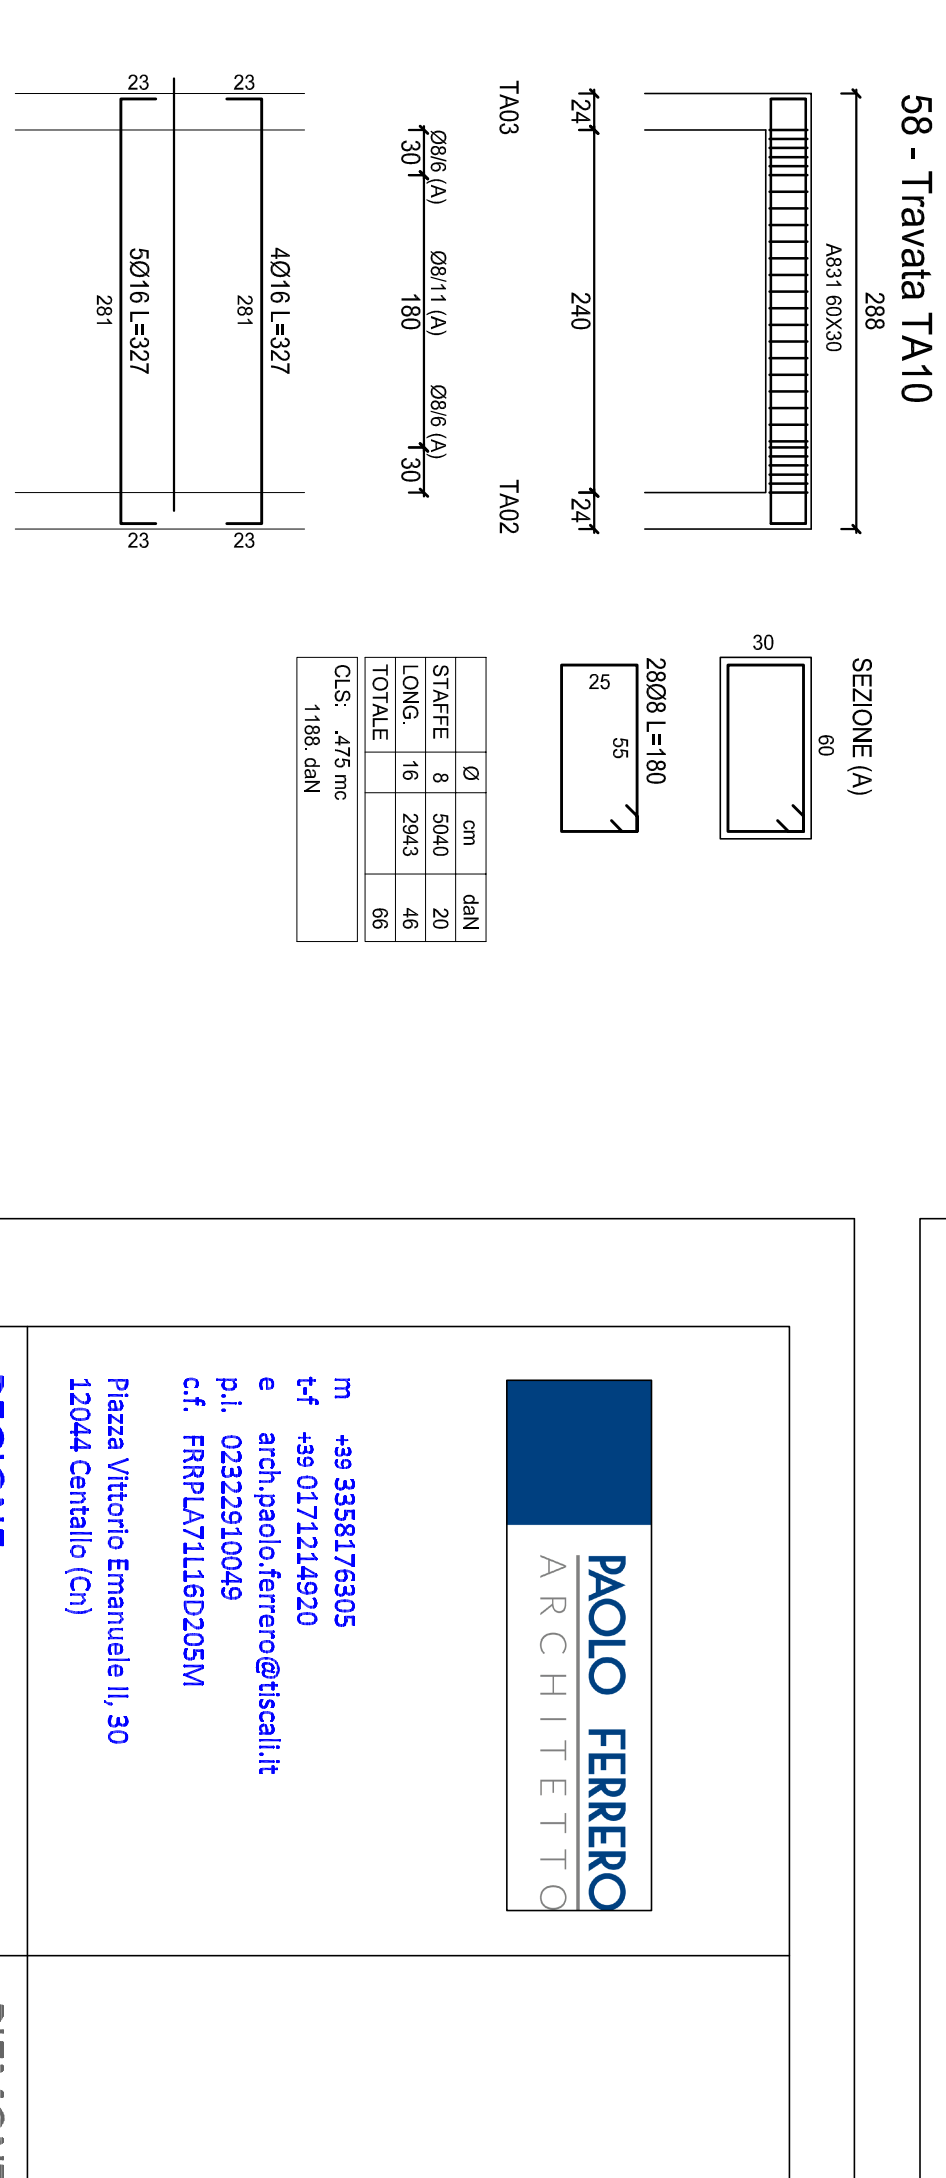 58 - Travata TA10
288
A831 60X30
24
240
24
TA03
TA02
Ø8/6 (A)
Ø8/11 (A)
Ø8/6 (A)
30
180
30
4Ø16 L=327
23
281
23
5Ø16 L=327
23
281
23
SEZIONE (A)
60
30
28Ø8 L=180
55
25
Ø cm daN
STAFFE 8 5040 20
LONG. 16 2943 46
TOTALE 66
CLS: .475 mc
1188. daN
PAOLO FERRERO
ARCHITETTO
m +39 3358176305
t-f +39 0171214920
e arch.paolo.ferrero@tiscali.it
p.i. 02322910049
c.f. FRRPLA71L16D205M
Piazza Vittorio Emanuele II, 30
12044 Centallo (Cn)